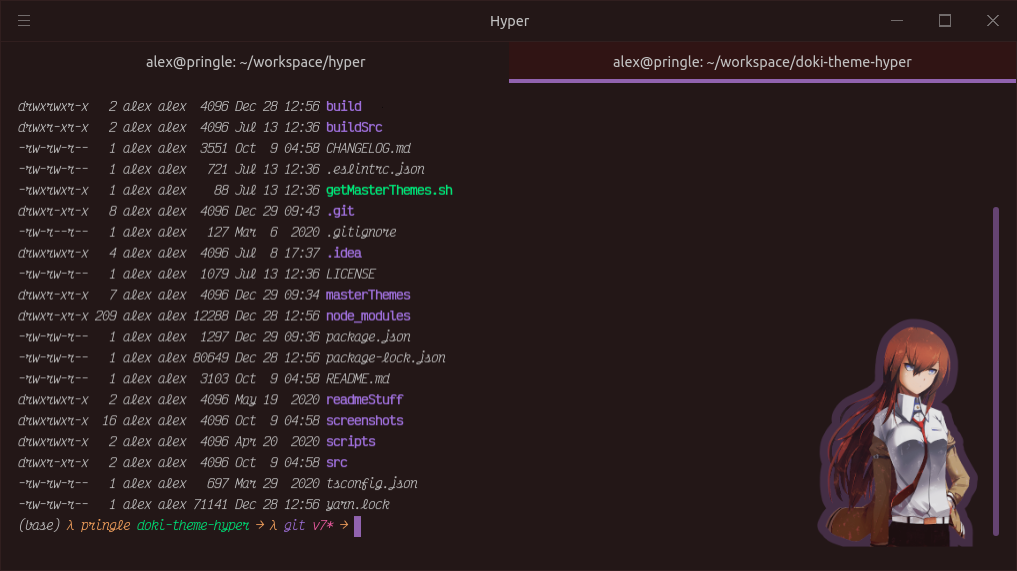 Hyper
alex@pringle: ~/workspace/hyper
alex@pringle: ~/workspace/doki-theme-hyper
drwxrwxr-x   2 alex alex  4096 Dec 28 12:56 build
drwxr-xr-x   2 alex alex  4096 Jul 13 12:36 buildSrc
-rw-rw-r--   1 alex alex  3551 Oct  9 04:58 CHANGELOG.md
-rw-rw-r--   1 alex alex   721 Jul 13 12:36 .eslintrc.json
-rwxrwxr-x   1 alex alex    88 Jul 13 12:36 getMasterThemes.sh
drwxr-xr-x   8 alex alex  4096 Dec 29 09:43 .git
-rw-r--r--   1 alex alex   127 Mar  6  2020 .gitignore
drwxrwxr-x   4 alex alex  4096 Jul  8 17:37 .idea
-rw-rw-r--   1 alex alex  1079 Jul 13 12:36 LICENSE
drwxr-xr-x   7 alex alex  4096 Dec 29 09:34 masterThemes
drwxr-xr-x 209 alex alex 12288 Dec 28 12:56 node_modules
-rw-rw-r--   1 alex alex  1297 Dec 29 09:36 package.json
-rw-rw-r--   1 alex alex 80649 Dec 28 12:56 package-lock.json
-rw-rw-r--   1 alex alex  3103 Oct  9 04:58 README.md
drwxrwxr-x   2 alex alex  4096 May 19  2020 readmeStuff
drwxrwxr-x  16 alex alex  4096 Oct  9 04:58 screenshots
drwxrwxr-x   2 alex alex  4096 Apr 20  2020 scripts
drwxr-xr-x   2 alex alex  4096 Oct  9 04:58 src
-rw-rw-r--   1 alex alex   697 Mar 29  2020 tsconfig.json
-rw-rw-r--   1 alex alex 71141 Dec 28 12:56 yarn.lock
(base) λ pringle doki-theme-hyper → λ git v7* →